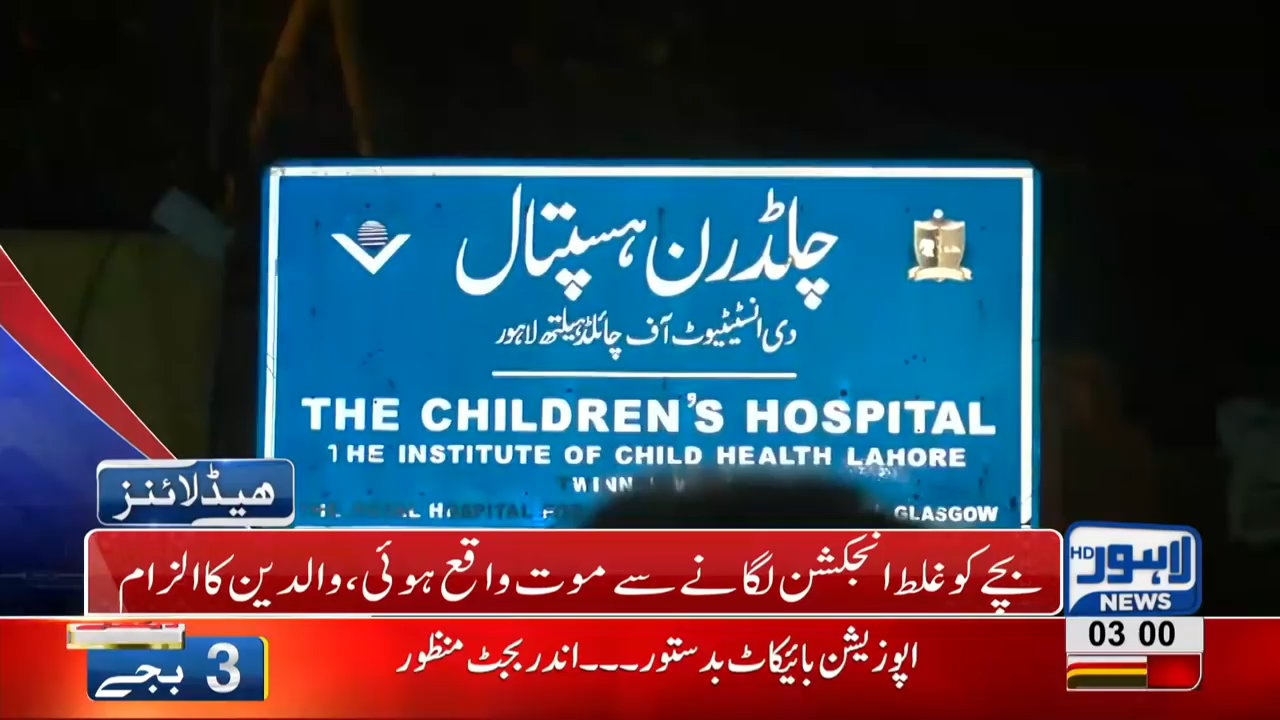 چلڈرن ہسپتال
دی انسٹیٹیوٹ آف چائلڈ ہیلتھ لاہور
THE CHILDREN'S HOSPITAL
THE INSTITUTE OF CHILD HEALTH LAHORE
HOSPITAL GLASGOW
ھیڈلائنز
بچے کو غلط انجکشن لگانے سے موت واقع ہوئی، والدین کا الزام
HD لاہور
NEWS
03 00
3 بجے
اپوزیشن بائیکاٹ بدستور۔۔۔اندر بجٹ منظور